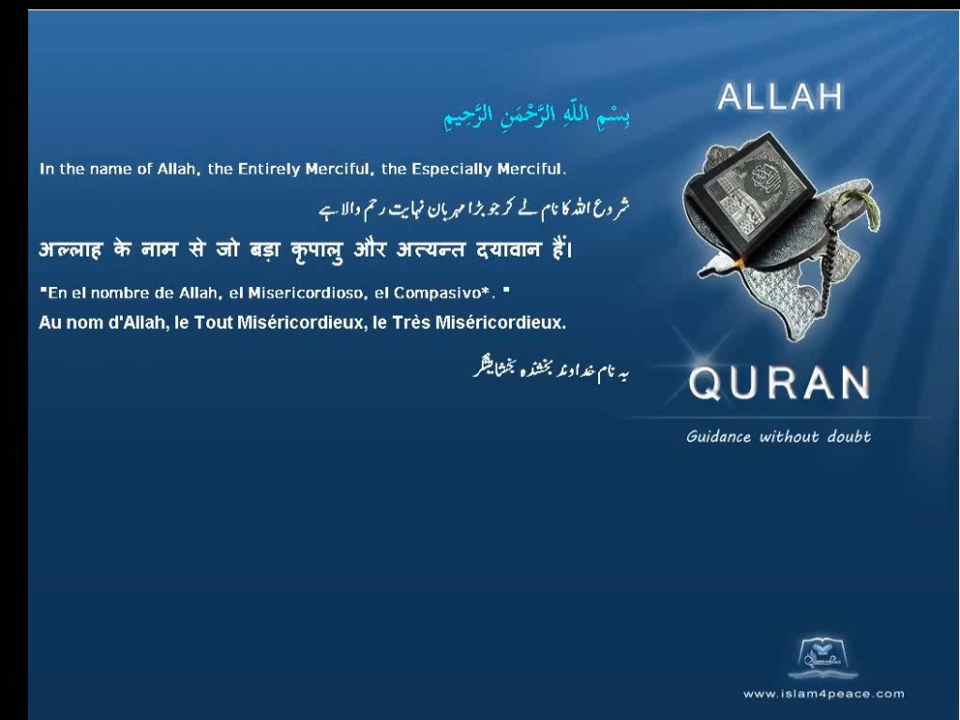 بِسْمِ اللَّهِ الرَّحْمَنِ الرَّحِيمِ
In the name of Allah, the Entirely Merciful, the Especially Merciful.
شروع الله کا نام لے کر جو بڑا مہربان نہایت رحم والا ہے
अल्लाह के नाम से जो बड़ा कृपालु और अत्यन्त दयावान हैं।
"En el nombre de Allah, el Misericordioso, el Compasivo*. "
Au nom d'Allah, le Tout Miséricordieux, le Très Miséricordieux.
به نام خداوند بخشنده بخشایشگر
ALLAH
QURAN
Guidance without doubt
www.islam4peace.com